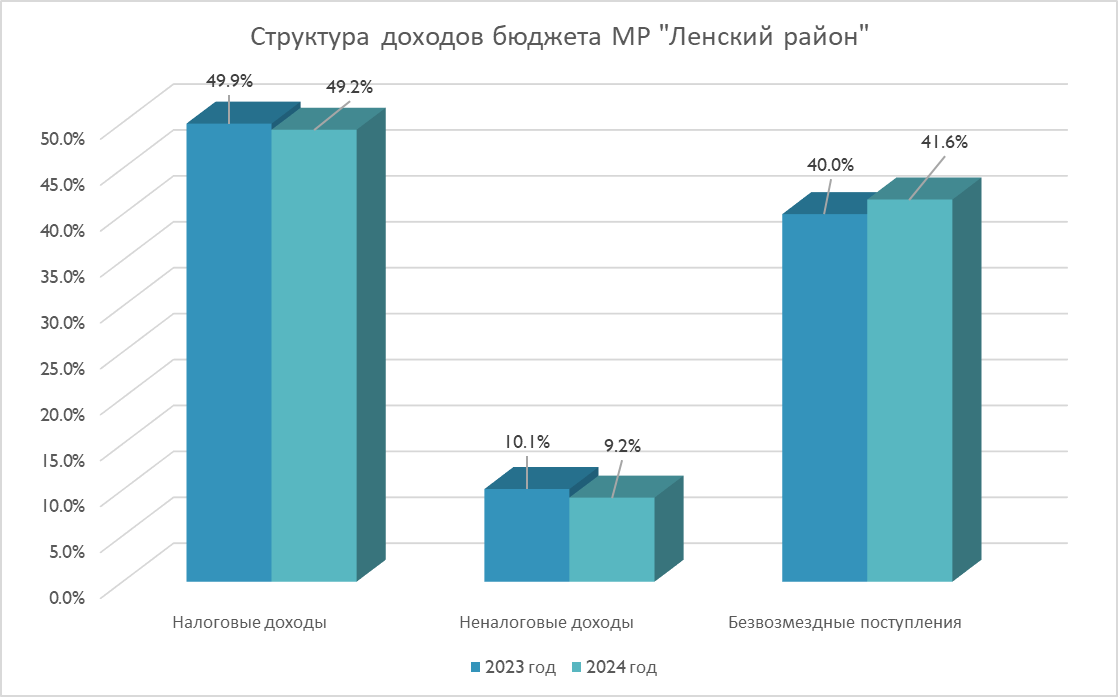 Структура доходов бюджета МР "Ленский район"
49.9%
49.2%
10.1%
9.2%
40.0%
41.6%
50.0%
45.0%
40.0%
35.0%
30.0%
25.0%
20.0%
15.0%
10.0%
5.0%
0.0%
Налоговые доходы
Неналоговые доходы
Безвозмездные поступления
2023 год
2024 год